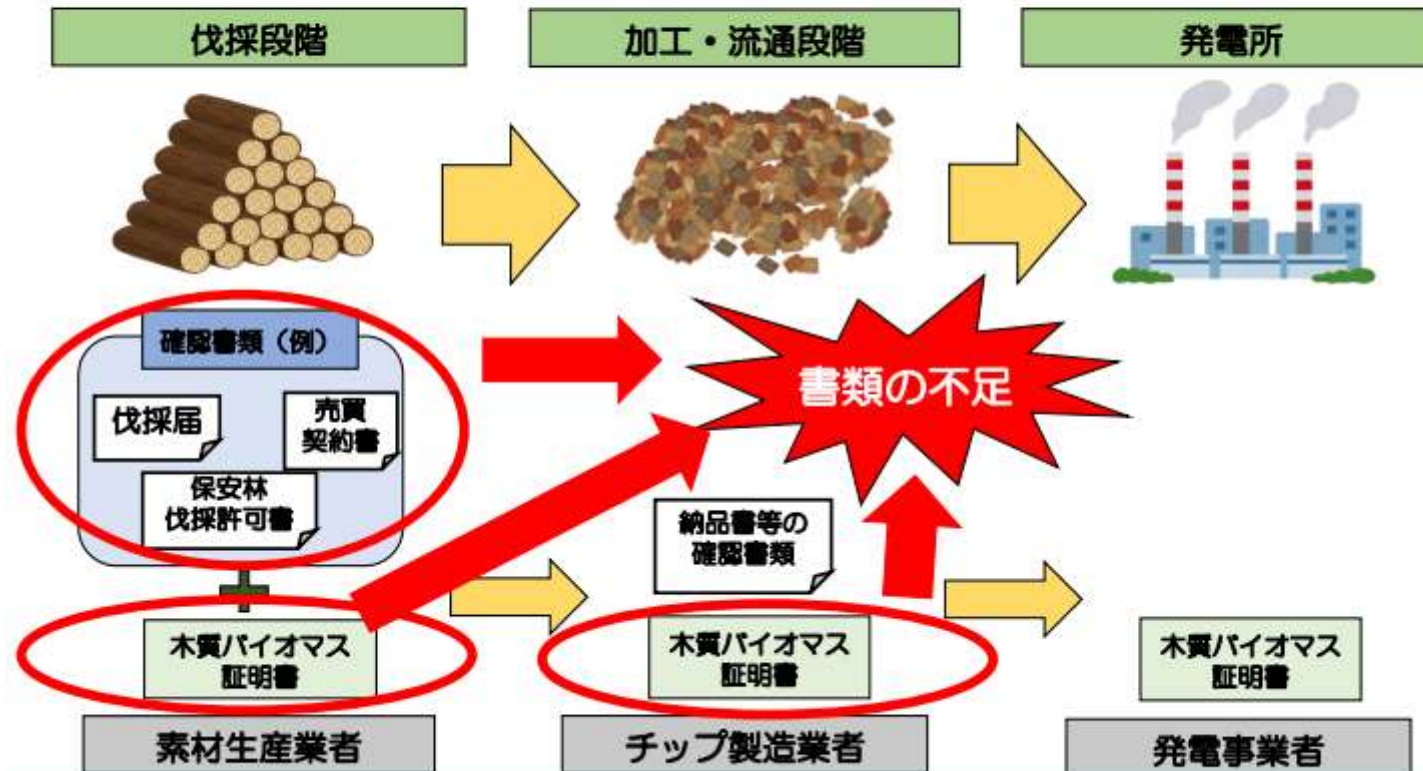 伐採段階
加工・流通段階
発電所
確認書類（例）
伐採届
売買
契約書
保安林
伐採許可書
書類の不足
納品書等の
確認書類
木質バイオマス
証明書
木質バイオマス
証明書
木質バイオマス
証明書
素材生産業者
チップ製造業者
発電事業者